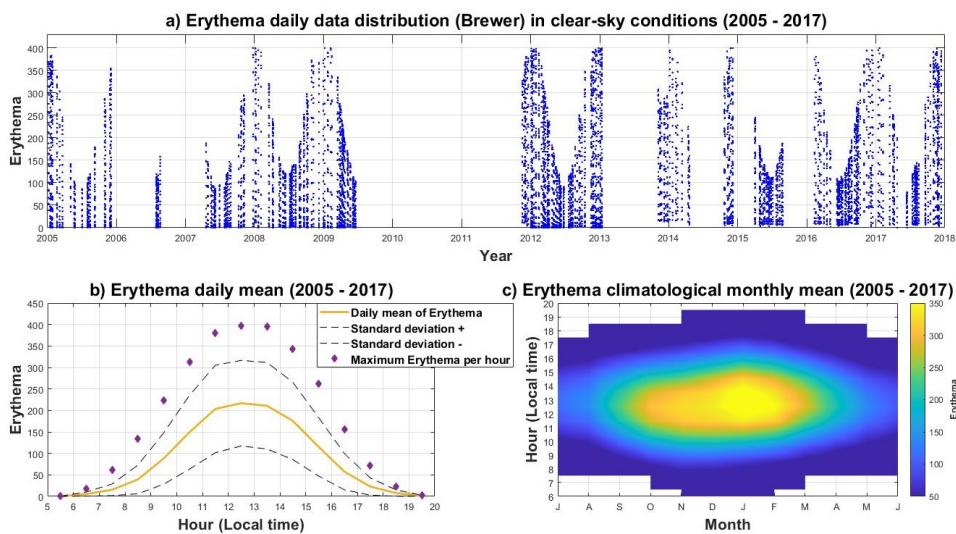 a) Erythema daily data distribution (Brewer) in clear-sky conditions (2005 - 2017)
Erythema
400
350
300
250
200
150
100
50
0
2005 2006 2007 2008 2009 2010 2011 2012 2013 2014 2015 2016 2017 2018
Year
b) Erythema daily mean (2005 - 2017)
Erythema
450
400
350
300
250
200
150
100
50
0
5 6 7 8 9 10 11 12 13 14 15 16 17 18 19 20
Hour (Local time)
Daily mean of Erythema
Standard deviation +
Standard deviation -
Maximum Erythema per hour
c) Erythema climatological monthly mean (2005 - 2017)
Hour (Local time)
20
19
18
17
16
15
14
13
12
11
10
9
8
7
6
J A S O N D J F M A M J
Month
350
300
250
200
150
100
50
Erythema